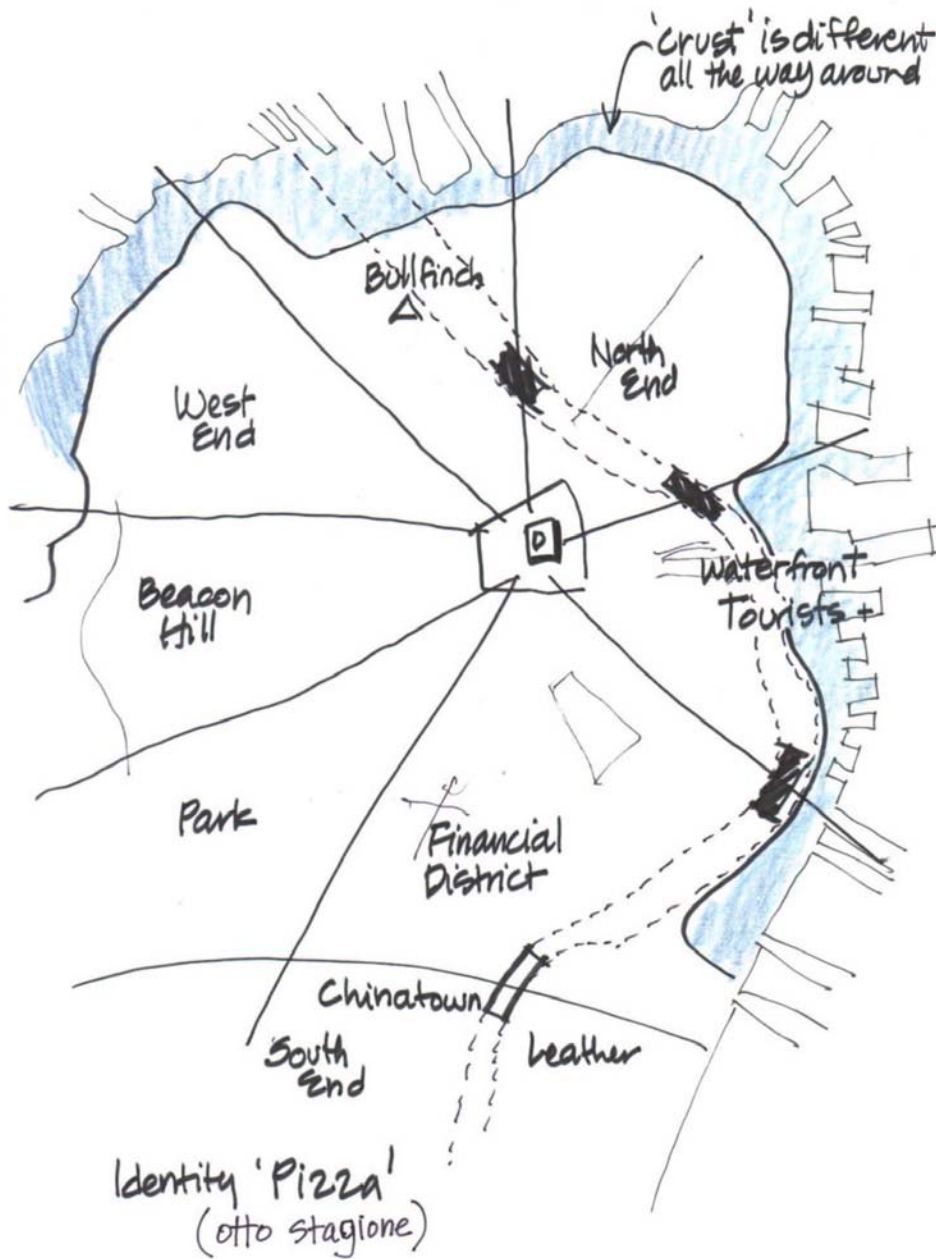 'crust' is different
all the way around
Bullfinch
North
End
West
End
D
Waterfront
Tourists +
Beacon
Hill
Park
Financial
District
Chinatown
Leather
South
End
Identity 'Pizza'
(otto stagione)